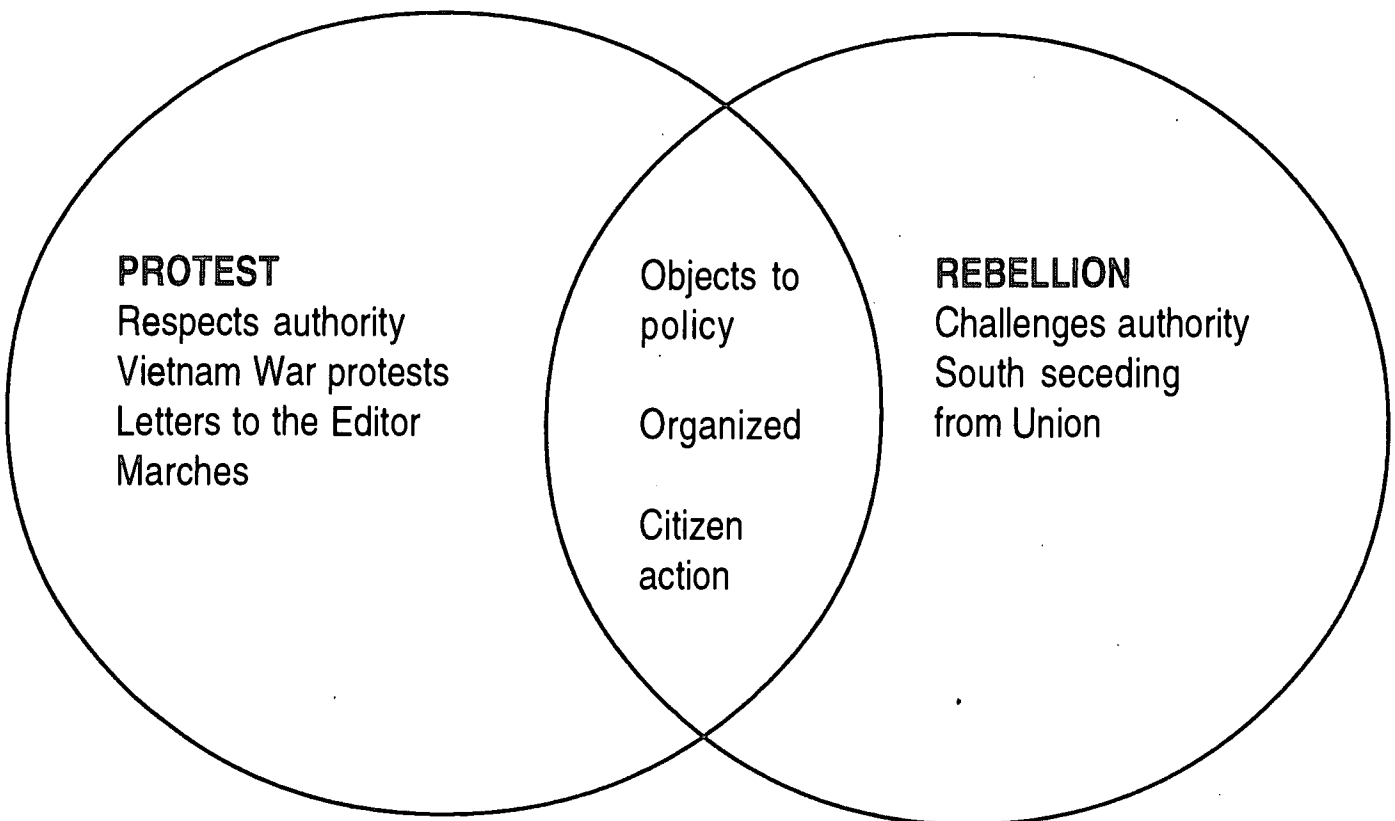 PROTEST
Respects authority
Vietnam War protests
Letters to the Editor
Marches
Objects to
policy
Organized
Citizen
action
REBELLION
Challenges authority
South seceding
from Union